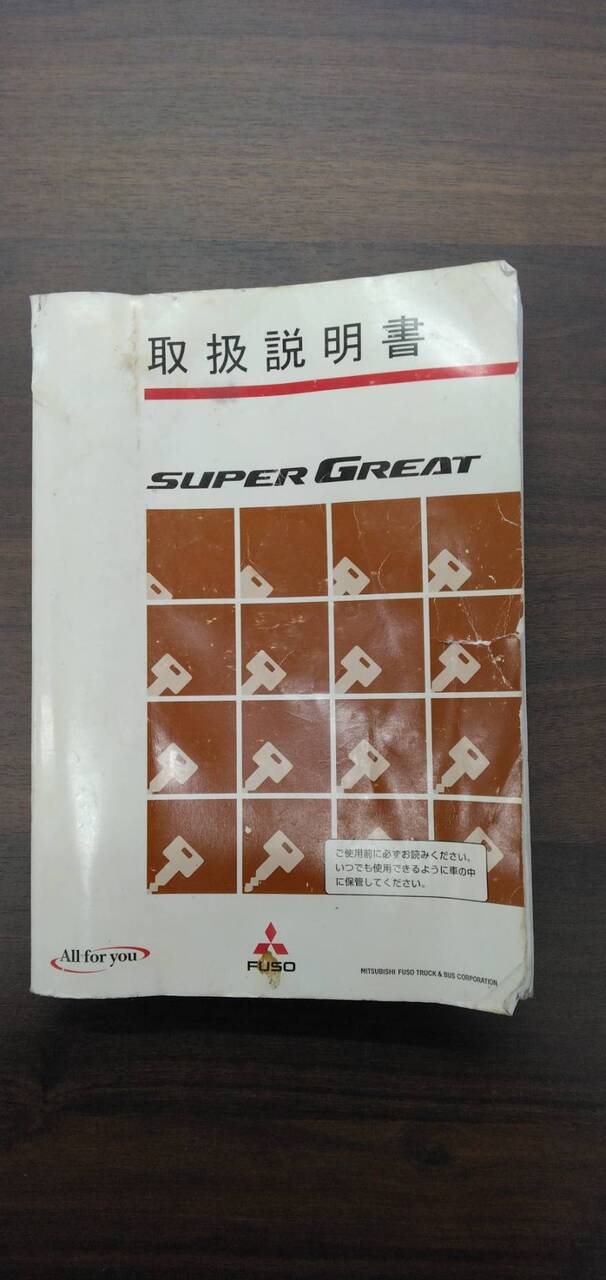 取扱説明書
SUPER GREAT
ご使用前に必ずお読みください。
いつでも使用できるように車の中
に保管してください。
All for you
FUSO
MITSUBISHI FUSO TRUCK & BUS CORPORATION